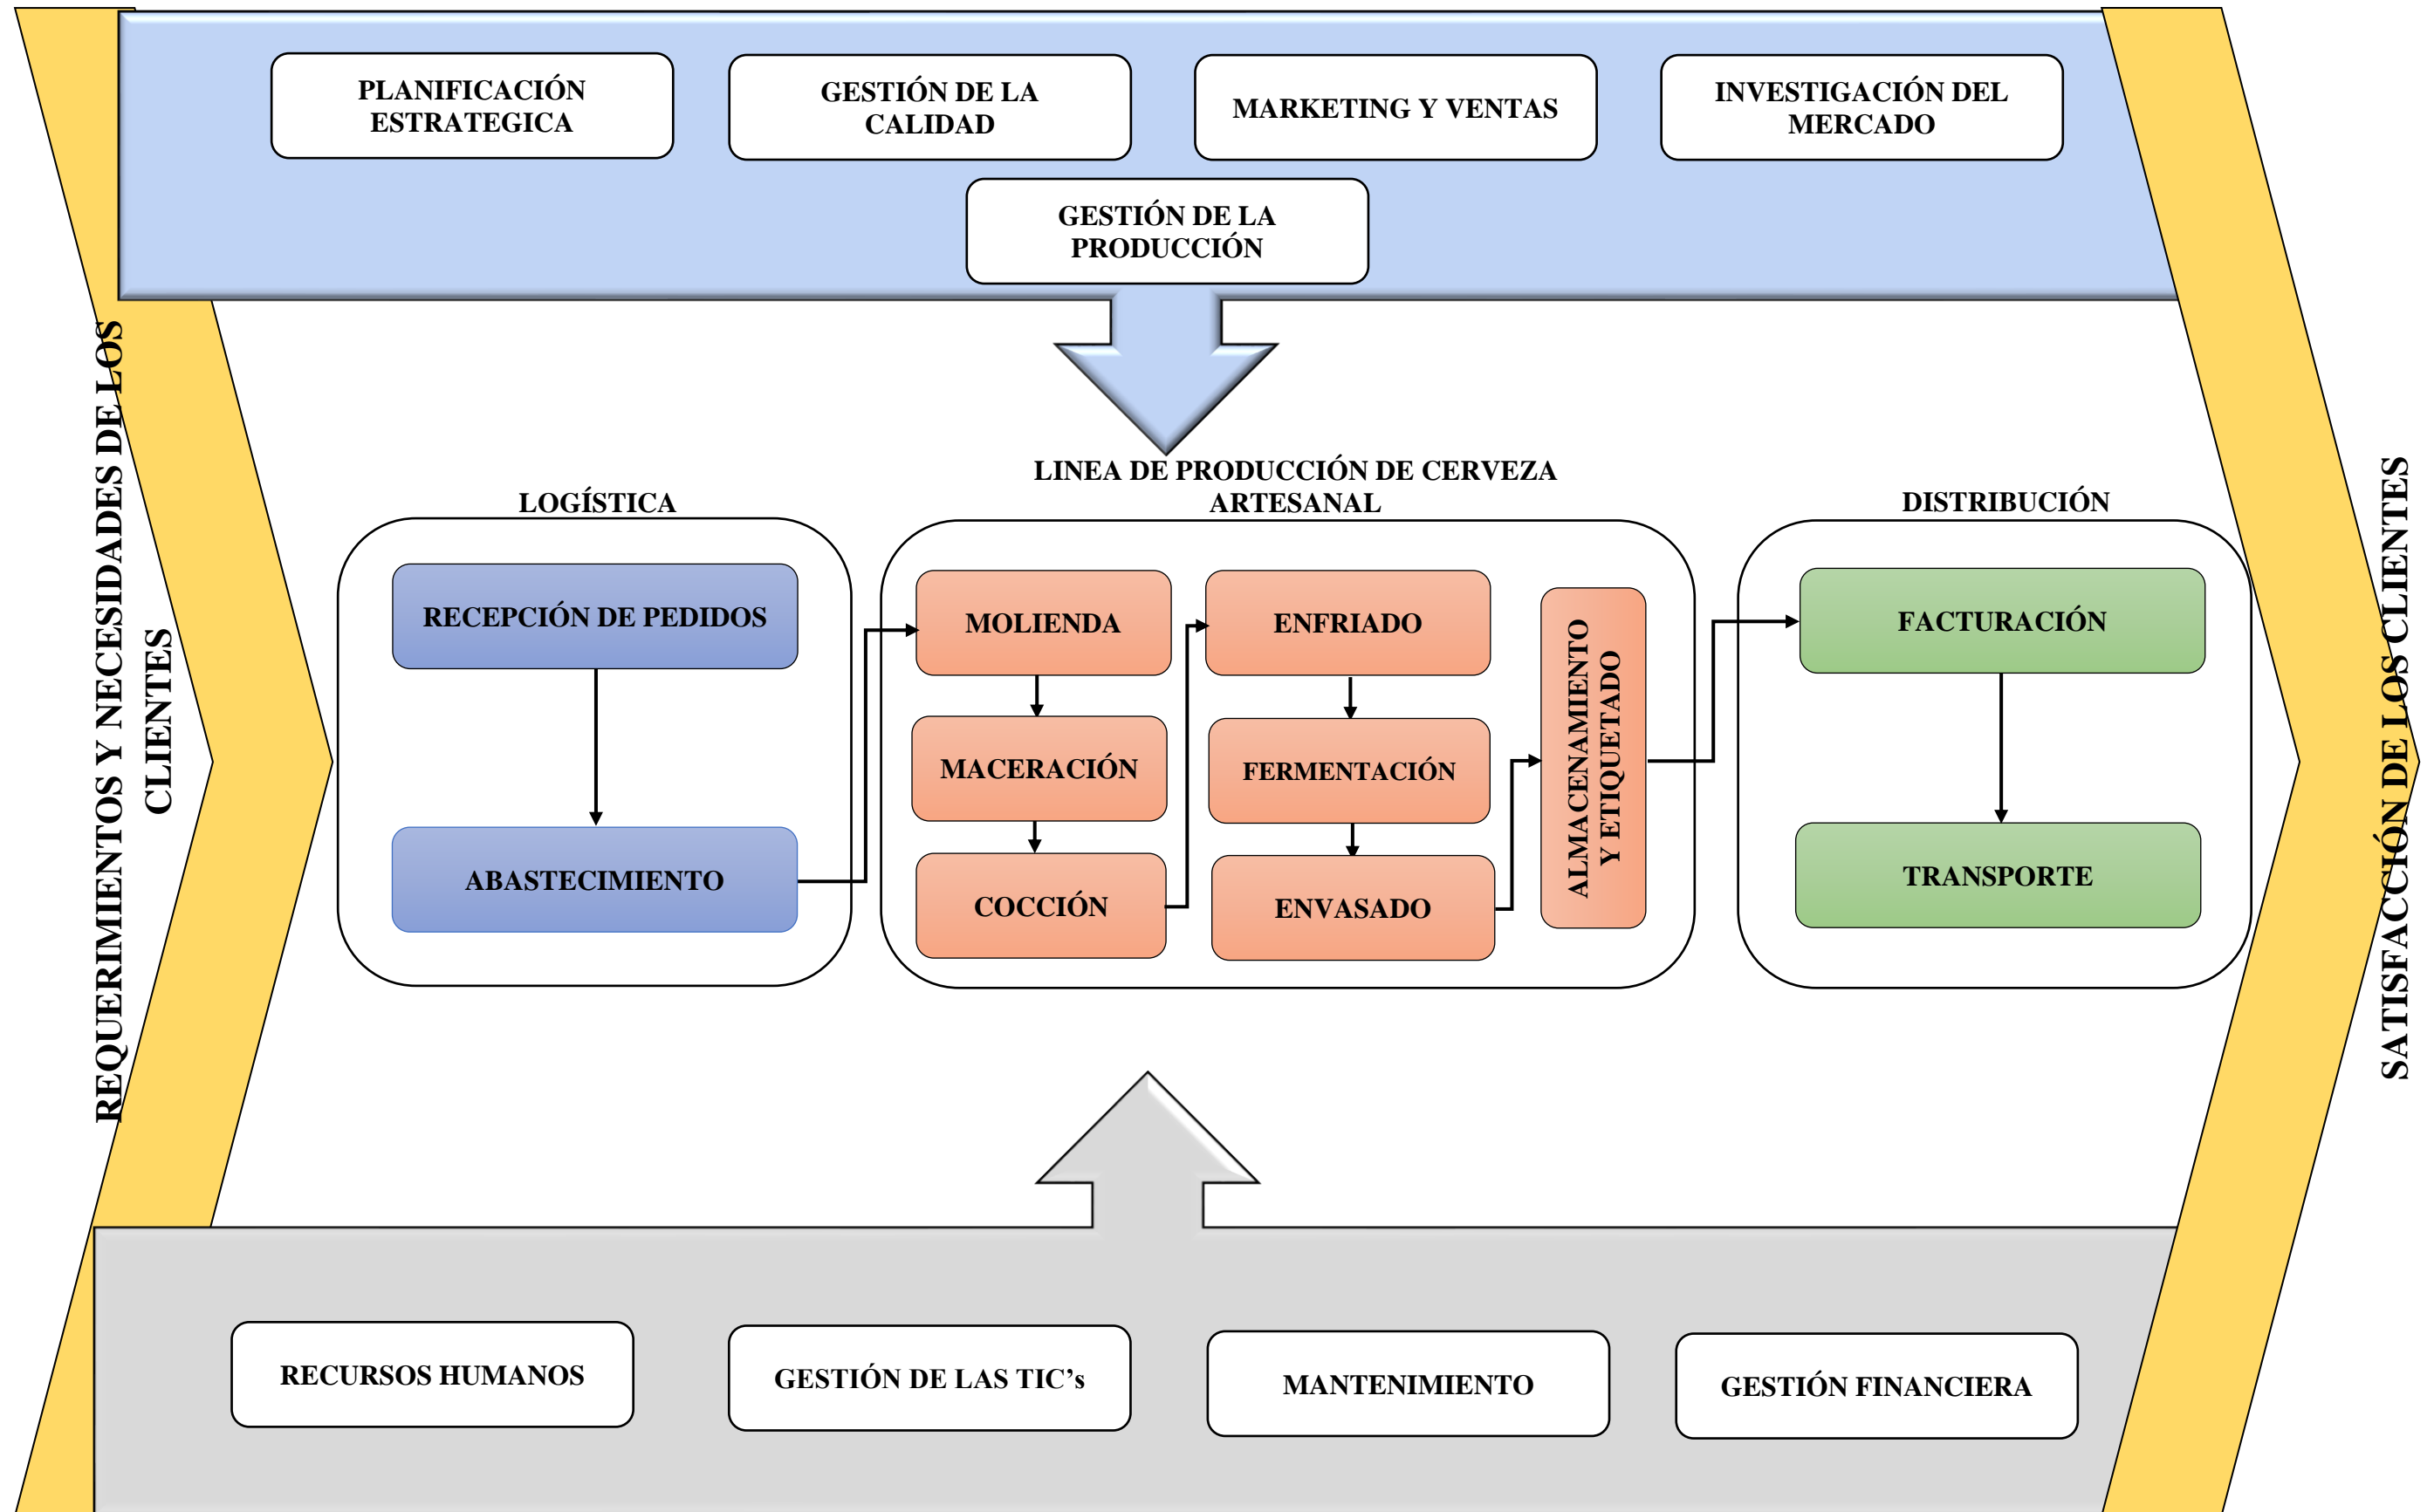 PLANIFICACIÓN
ESTRATEGICA
GESTIÓN DE LA
CALIDAD
MARKETING Y VENTAS
INVESTIGACIÓN DEL
MERCADO
GESTIÓN DE LA
PRODUCCIÓN
REQUERIMIENTOS Y NECESIDADES DE LOS
CLIENTES
LOGÍSTICA
RECEPCIÓN DE PEDIDOS
ABASTECIMIENTO
LINEA DE PRODUCCIÓN DE CERVEZA
ARTESANAL
MOLIENDA
MACERACIÓN
COCCIÓN
ENFRIADO
FERMENTACIÓN
ENVASADO
ALMACENAMIENTO
Y ETIQUETADO
DISTRIBUCIÓN
FACTURACIÓN
TRANSPORTE
SATISFACCIÓN DE LOS CLIENTES
RECURSOS HUMANOS
GESTIÓN DE LAS TIC’s
MANTENIMIENTO
GESTIÓN FINANCIERA